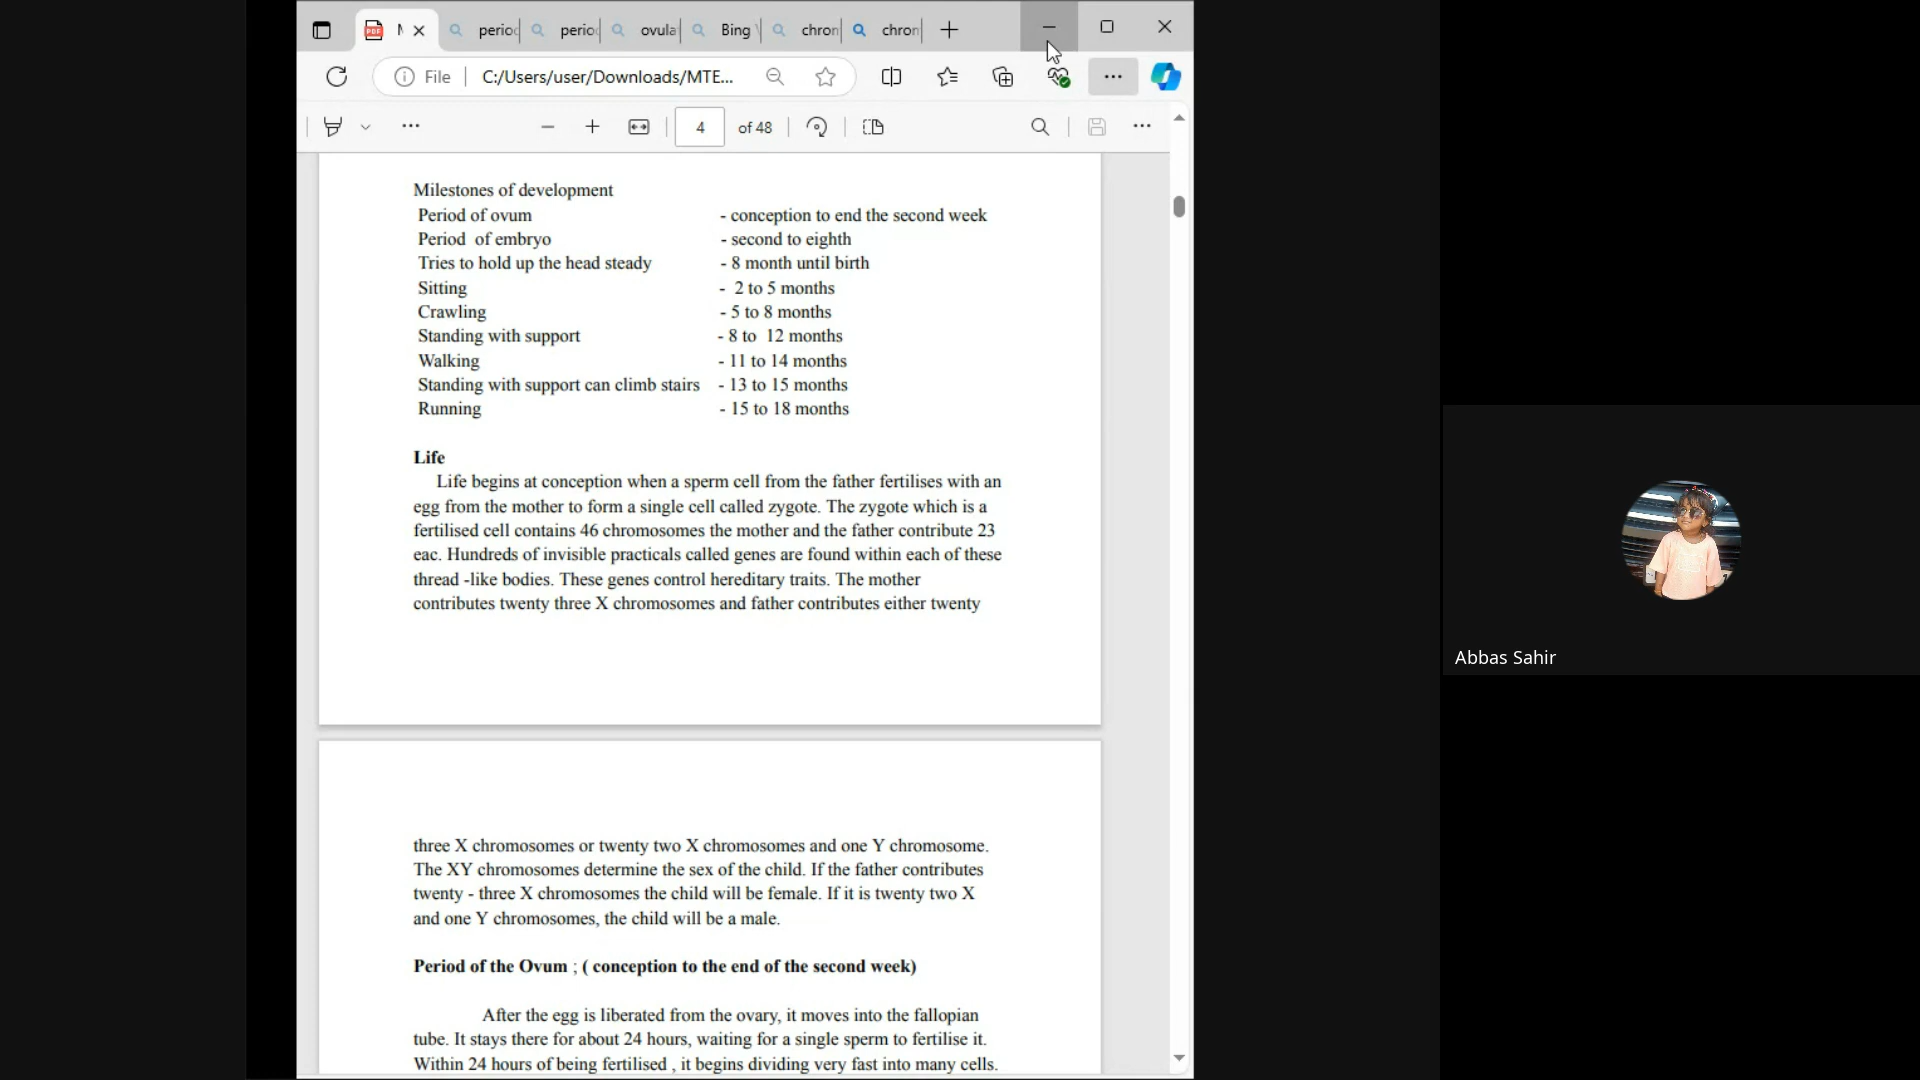 perio
perio
ovula
Bing
chron
chron
File
C:/Users/user/Downloads/MTE...
4 of 48
Milestones of development
Period of ovum - conception to end the second week
Period of embryo - second to eighth
Tries to hold up the head steady - 8 month until birth
Sitting - 2 to 5 months
Crawling - 5 to 8 months
Standing with support - 8 to 12 months
Walking - 11 to 14 months
Standing with support can climb stairs - 13 to 15 months
Running - 15 to 18 months
Life
Life begins at conception when a sperm cell from the father fertilises with an
egg from the mother to form a single cell called zygote. The zygote which is a
fertilised cell contains 46 chromosomes the mother and the father contribute 23
eac. Hundreds of invisible practicals called genes are found within each of these
thread -like bodies. These genes control hereditary traits. The mother
contributes twenty three X chromosomes and father contributes either twenty
three X chromosomes or twenty two X chromosomes and one Y chromosome.
The XY chromosomes determine the sex of the child. If the father contributes
twenty - three X chromosomes the child will be female. If it is twenty two X
and one Y chromosomes, the child will be a male.
Period of the Ovum ; ( conception to the end of the second week)
After the egg is liberated from the ovary, it moves into the fallopian
tube. It stays there for about 24 hours, waiting for a single sperm to fertilise it.
Within 24 hours of being fertilised , it begins dividing very fast into many cells.
Abbas Sahir